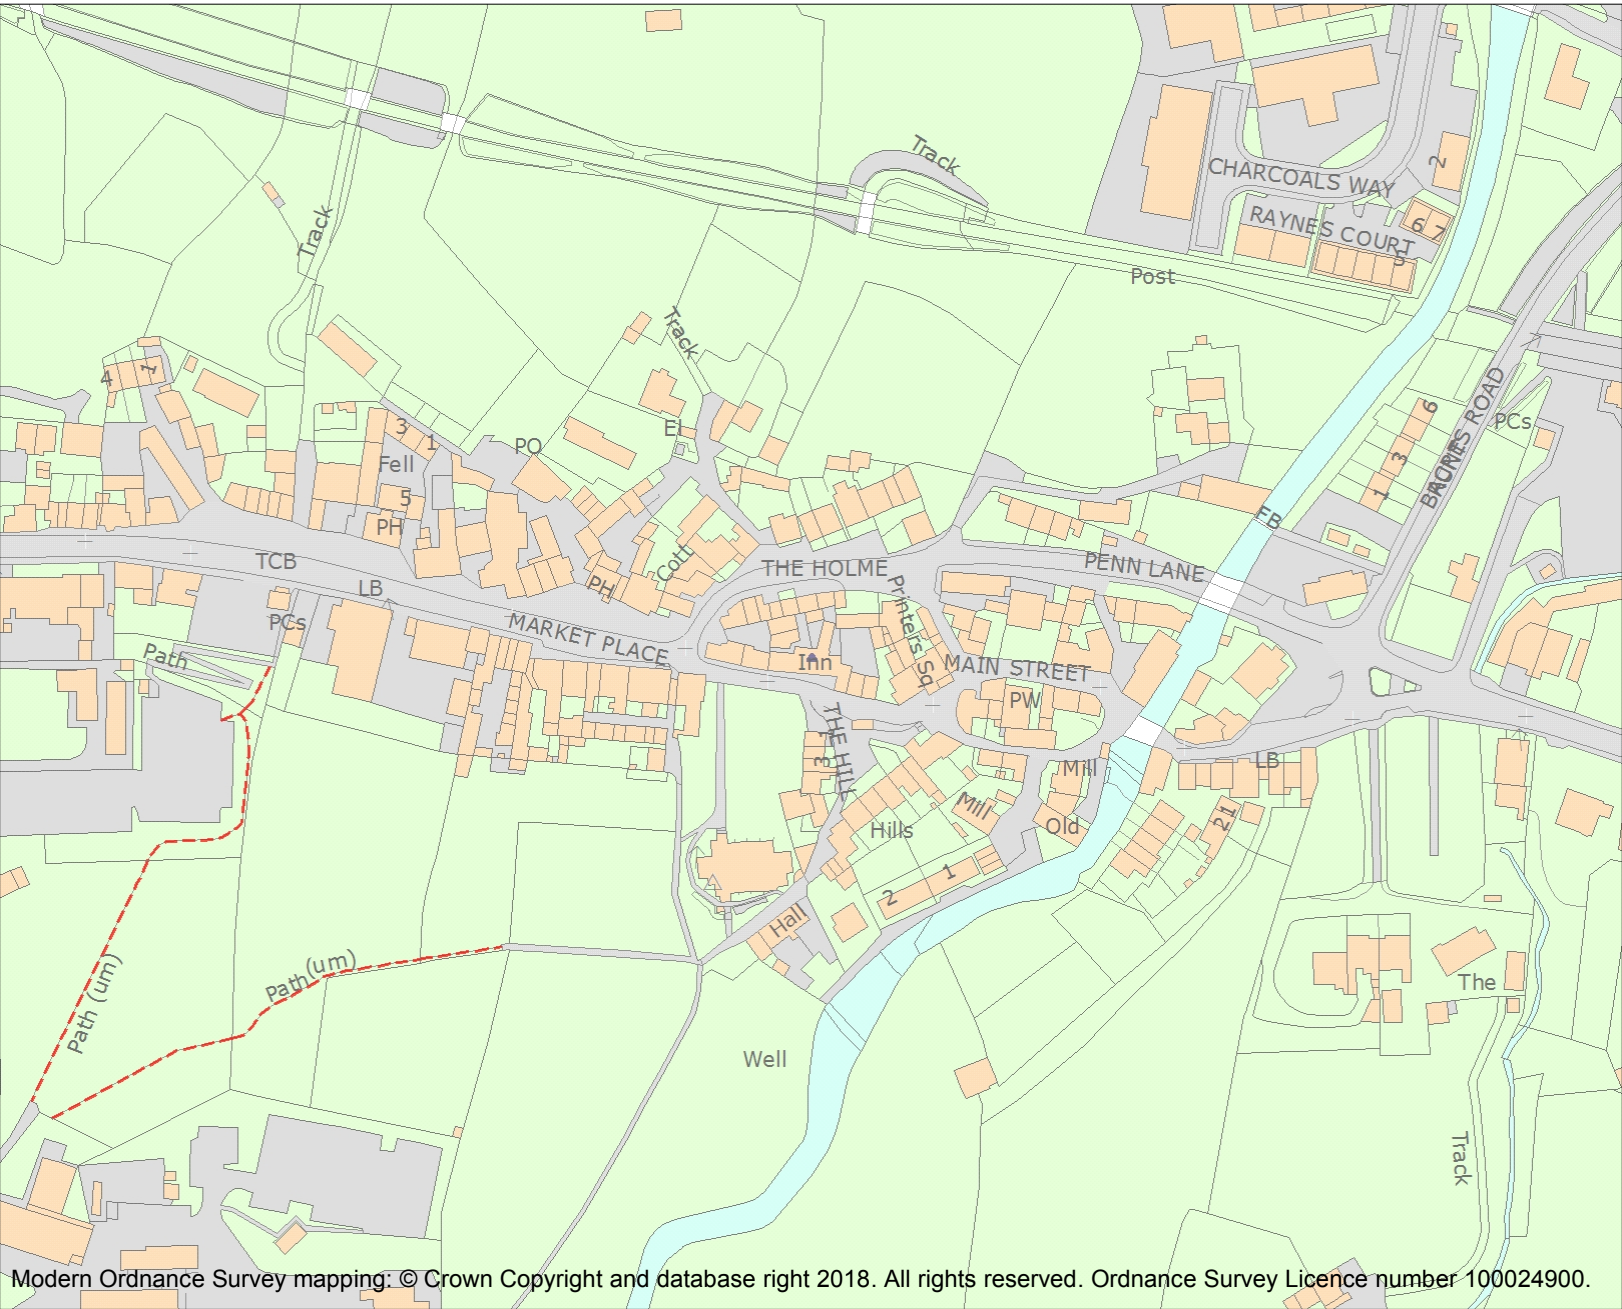 Track
CHARCOALS WAY
2
RAYNES COURT
6 7
5
Track
Post
Track
4
1
3
1
PO
El
6
PCs
Fell
5
3
1
PH
FB
TCB
LB
PH
Cott
THE HOLME
PENN LANE
Printers Sq
PCs
MARKET PLACE
Path
Inn
MAIN STREET
PW
THE HILL
1
3
Mill
LB
Mill
Hills
Old
21
2
1
Hall
Path (um)
Path (um)
The
Well
Track
Modern Ordnance Survey mapping: © Crown Copyright and database right 2018. All rights reserved. Ordnance Survey Licence number 100024900.